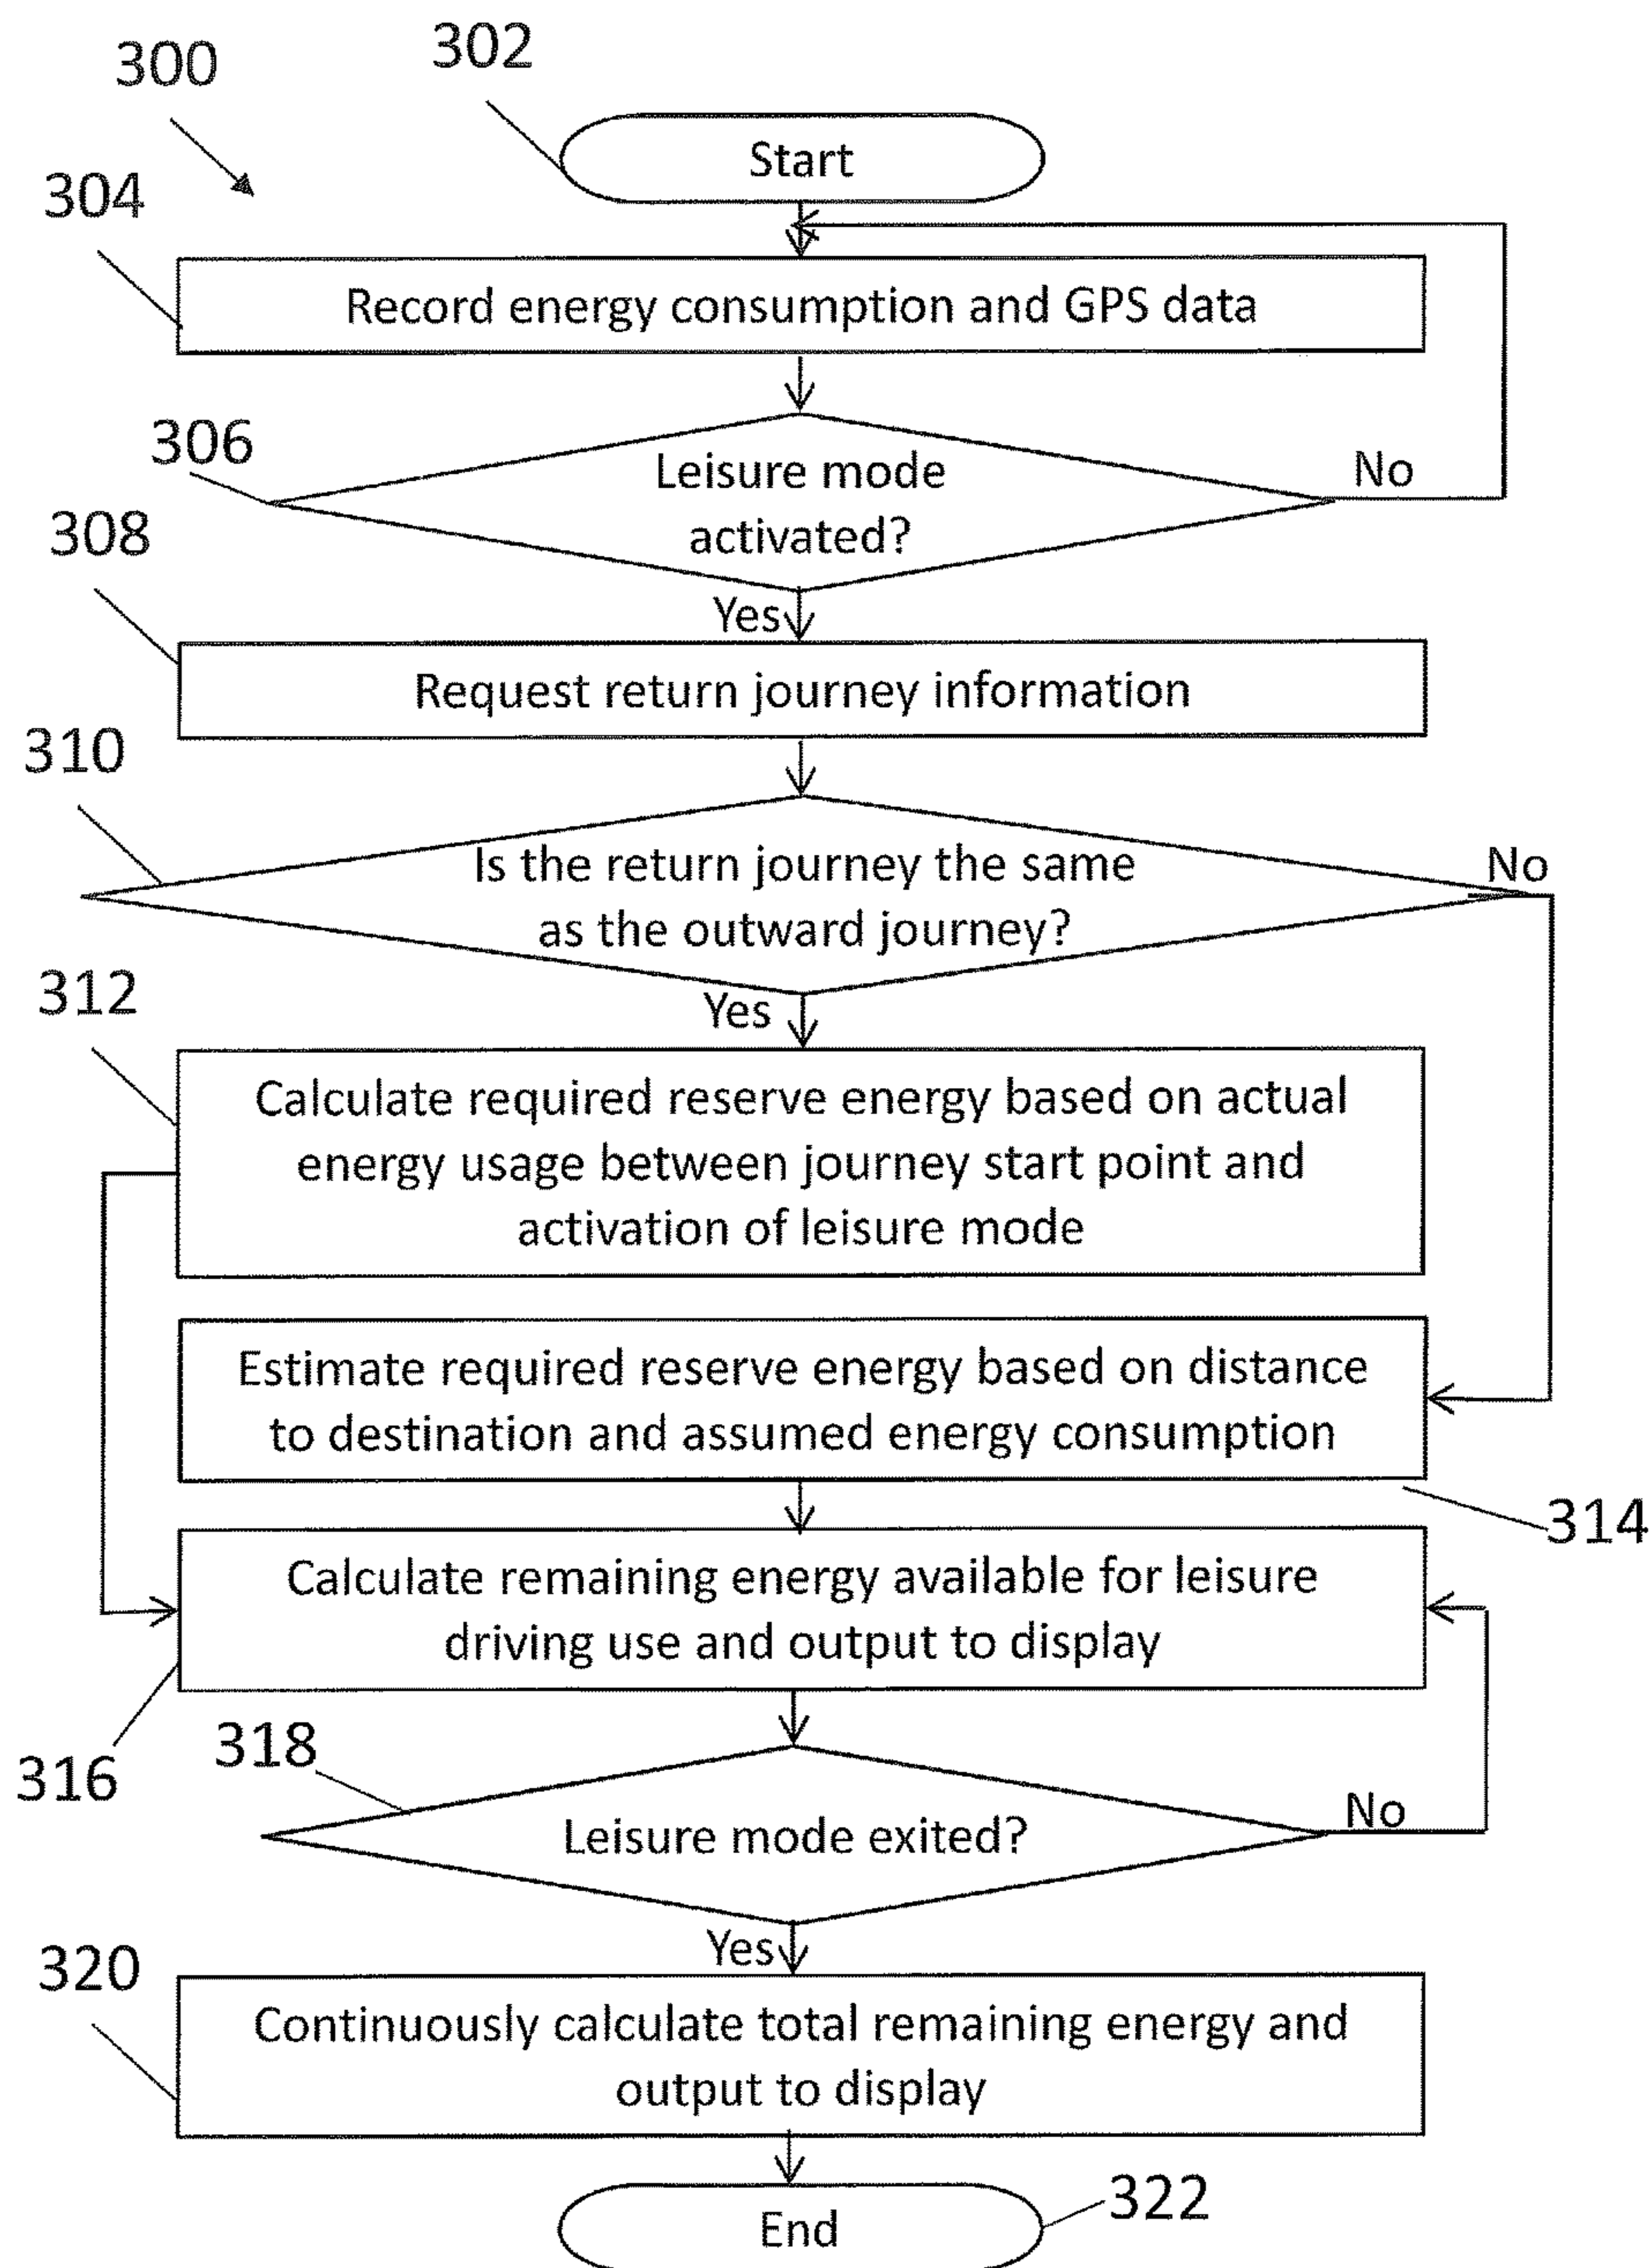 300
302
Start
304
Record energy consumption and GPS data
306
Leisure mode
activated?
No
Yes
308
Request return journey information
310
Is the return journey the same
as the outward journey?
No
Yes
312
Calculate required reserve energy based on actual
energy usage between journey start point and
activation of leisure mode
Estimate required reserve energy based on distance
to destination and assumed energy consumption
314
Calculate remaining energy available for leisure
driving use and output to display
316
318
Leisure mode exited?
No
Yes
320
Continuously calculate total remaining energy and
output to display
End
322